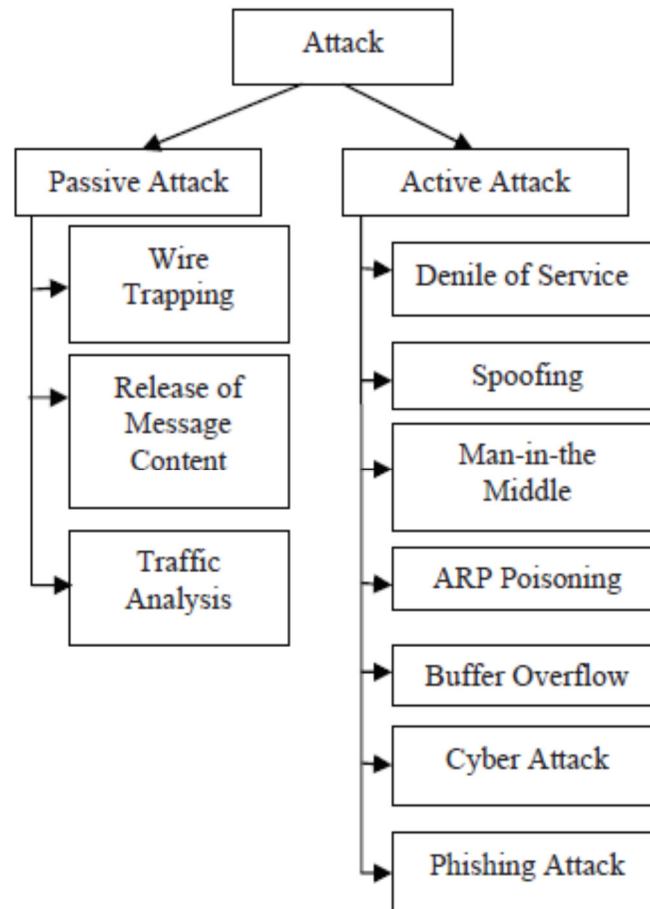 Attack
Passive Attack
Wire
Trapping
Release of
Message
Content
Traffic
Analysis
Active Attack
Denile of Service
Spoofing
Man-in-the
Middle
ARP Poisoning
Buffer Overflow
Cyber Attack
Phishing Attack